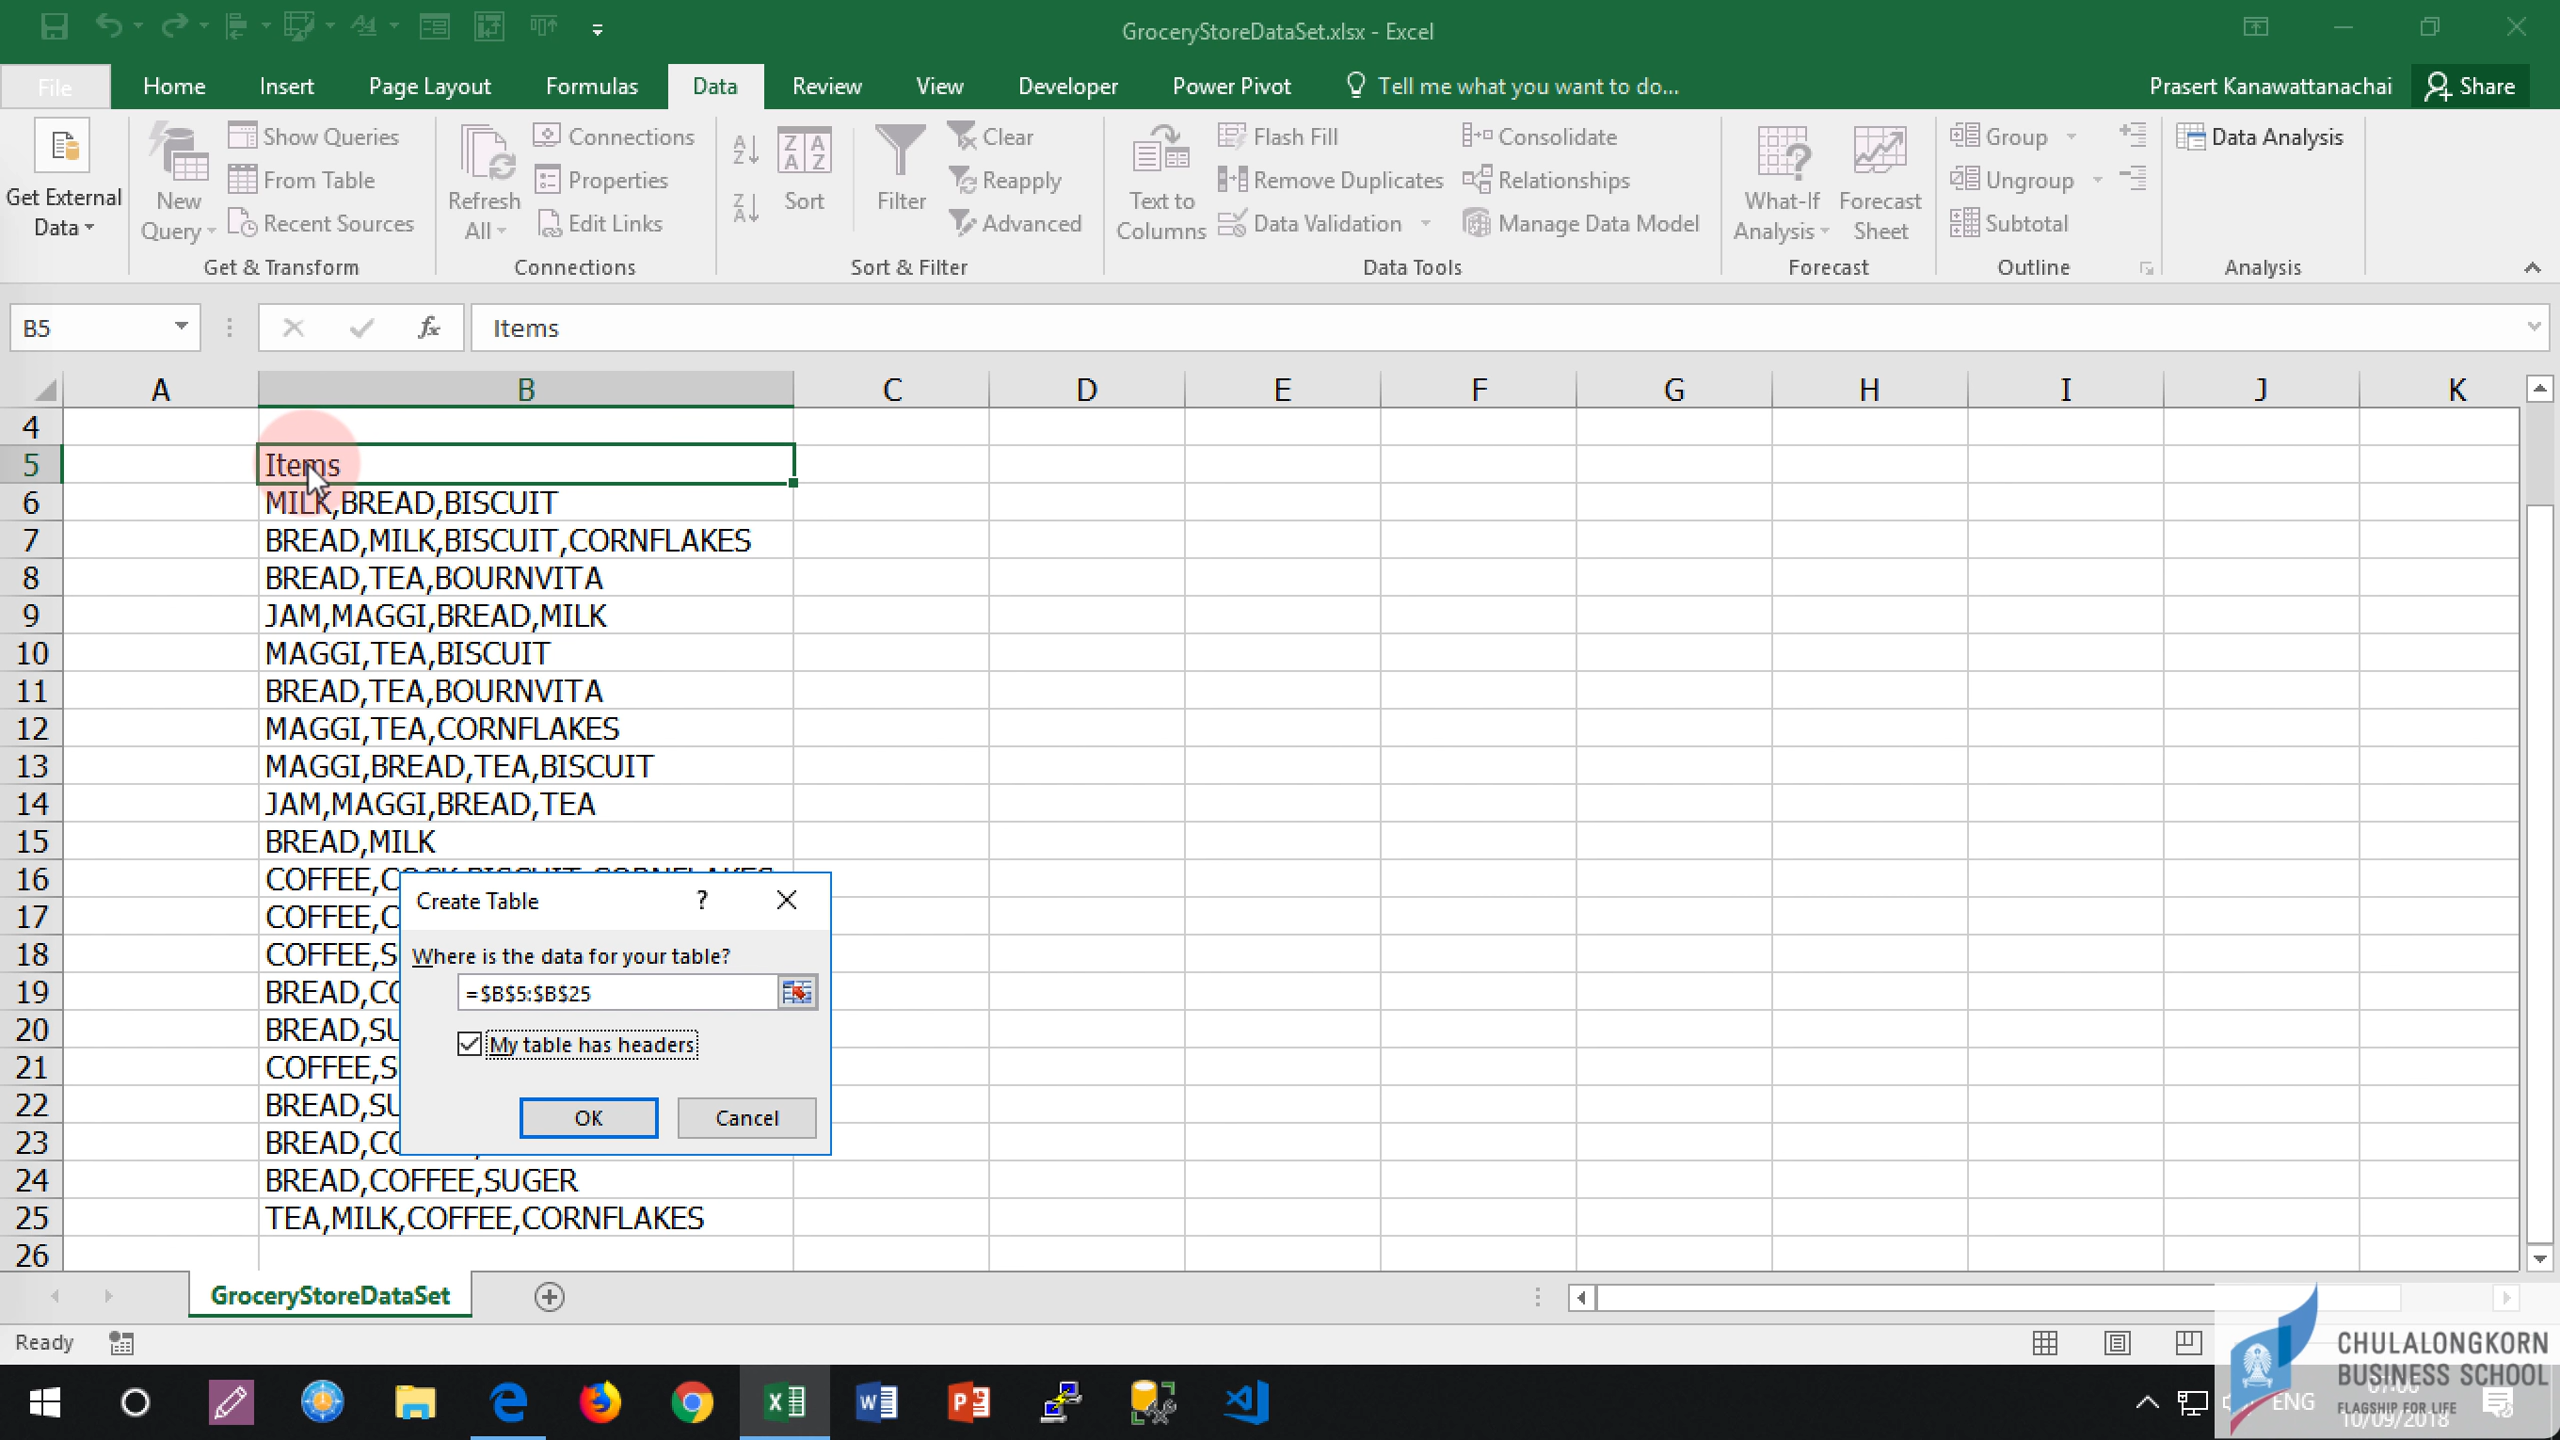 GroceryStoreDataSet.xlsx - Excel
File Home Insert Page Layout Formulas Data Review View Developer Power Pivot Tell me what you want to do... Prasert Kanawattanachai Share
Get External Data
New Query
Show Queries
From Table
Recent Sources
Get & Transform
Refresh All
Connections
Properties
Edit Links
Connections
Sort
Filter
Clear
Reapply
Advanced
Sort & Filter
Text to Columns
Flash Fill
Remove Duplicates
Data Validation
Consolidate
Relationships
Manage Data Model
Data Tools
What-If Analysis
Forecast Sheet
Forecast
Group
Ungroup
Subtotal
Outline
Data Analysis
Analysis
B5 fx Items
A B C D E F G H I J K
4
5 Items
6 MILK,BREAD,BISCUIT
7 BREAD,MILK,BISCUIT,CORNFLAKES
8 BREAD,TEA,BOURNVITA
9 JAM,MAGGI,BREAD,MILK
10 MAGGI,TEA,BISCUIT
11 BREAD,TEA,BOURNVITA
12 MAGGI,TEA,CORNFLAKES
13 MAGGI,BREAD,TEA,BISCUIT
14 JAM,MAGGI,BREAD,TEA
15 BREAD,MILK
16 COFFEE,COCK,BISCUIT,CORNFLAKES
17 COFFEE,C
18 COFFEE,S
19 BREAD,CO
20 BREAD,SU
21 COFFEE,S
22 BREAD,SU
23 BREAD,CO
24 BREAD,COFFEE,SUGER
25 TEA,MILK,COFFEE,CORNFLAKES
26
Create Table ?
Where is the data for your table?
=$B$5:$B$25
My table has headers
OK Cancel
GroceryStoreDataSet
Ready
ENG
10/09/2018
CHULALONGKORN
BUSINESS SCHOOL
FLAGSHIP FOR LIFE